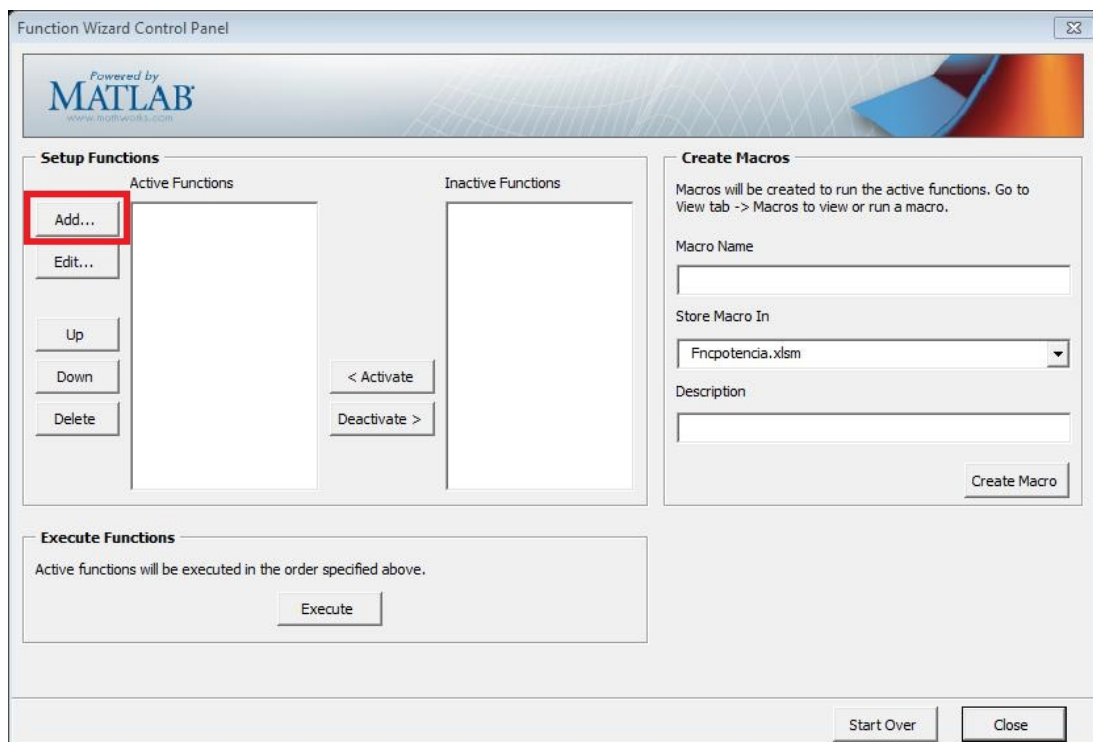 Function Wizard Control Panel
Powered by
MATLAB
www.mathworks.com
Setup Functions
Active Functions
Inactive Functions
Add...
Edit...
Up
Down
Delete
< Activate
Deactivate >
Create Macros
Macros will be created to run the active functions. Go to
View tab -> Macros to view or run a macro.
Macro Name
Store Macro In
Fncpotencia.xlsm
Description
Create Macro
Execute Functions
Active functions will be executed in the order specified above.
Execute
Start Over
Close